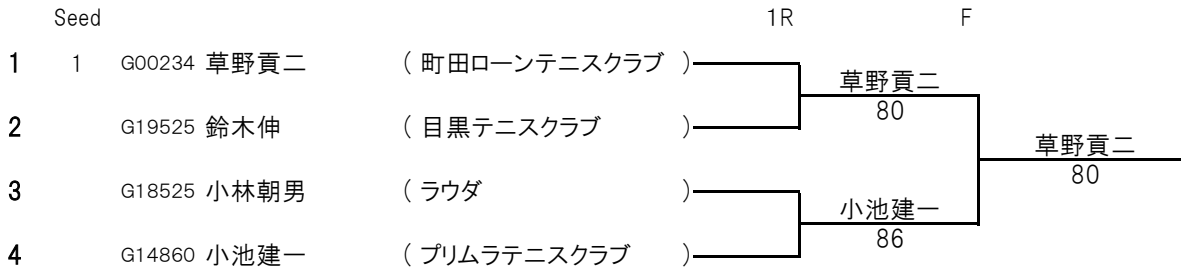 Seed 1R F
1 1 G00234 草野貢二 ( 町田ローンテニスクラブ )
草野貢二
80
2 G19525 鈴木伸 ( 目黒テニスクラブ )
草野貢二
80
3 G18525 小林朝男 ( ラウダ )
小池建一
86
4 G14860 小池建一 ( プリムラテニスクラブ )